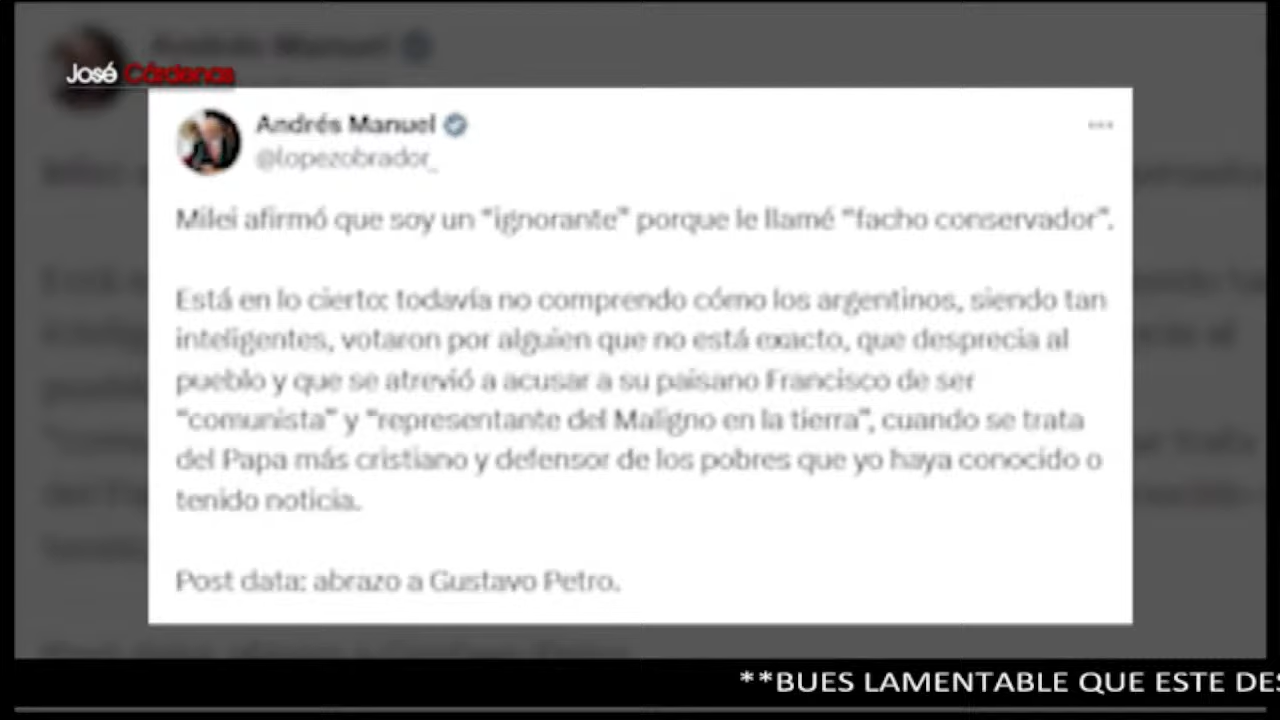 José Cárdenas
Andrés Manuel
@lopezobrador_
Milei afirmó que soy un “ignorante” porque le llamé “facho conservador”.
Está en lo cierto: todavía no comprendo cómo los argentinos, siendo tan
inteligentes, votaron por alguien que no está exacto, que desprecia al
pueblo y que se atrevió a acusar a su paisano Francisco de ser
“comunista” y “representante del Maligno en la tierra”, cuando se trata
del Papa más cristiano y defensor de los pobres que yo haya conocido o
tenido noticia.
Post data: abrazo a Gustavo Petro.
**BUES LAMENTABLE QUE ESTE DES